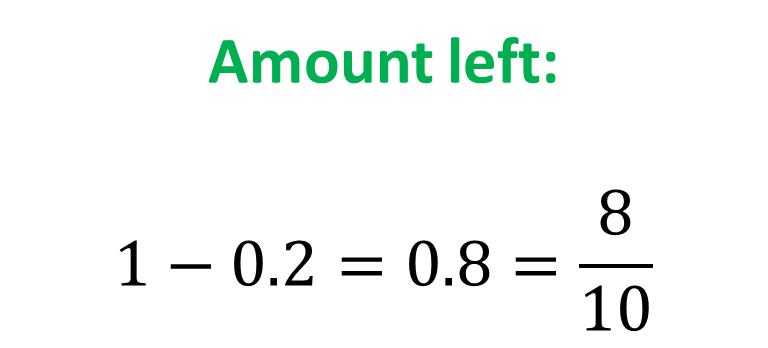 Amount left:
1 − 0.2 = 0.8 = 8/10